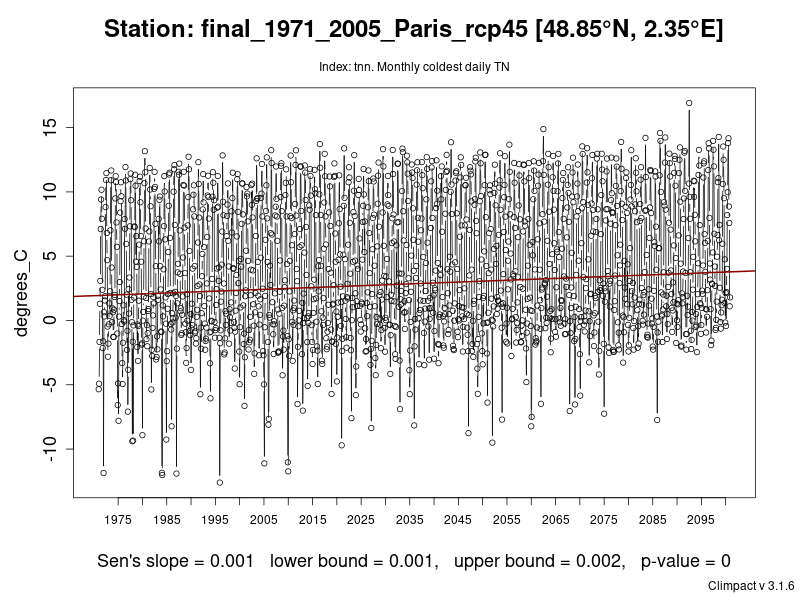 Station: final_1971_2005_Paris_rcp45 [48.85°N, 2.35°E]
Index: tnn. Monthly coldest daily TN
degrees_C
15
10
5
0
-5
-10
1975 1985 1995 2005 2015 2025 2035 2045 2055 2065 2075 2085 2095
Sen's slope = 0.001 lower bound = 0.001, upper bound = 0.002, p-value = 0
Climpact v 3.1.6